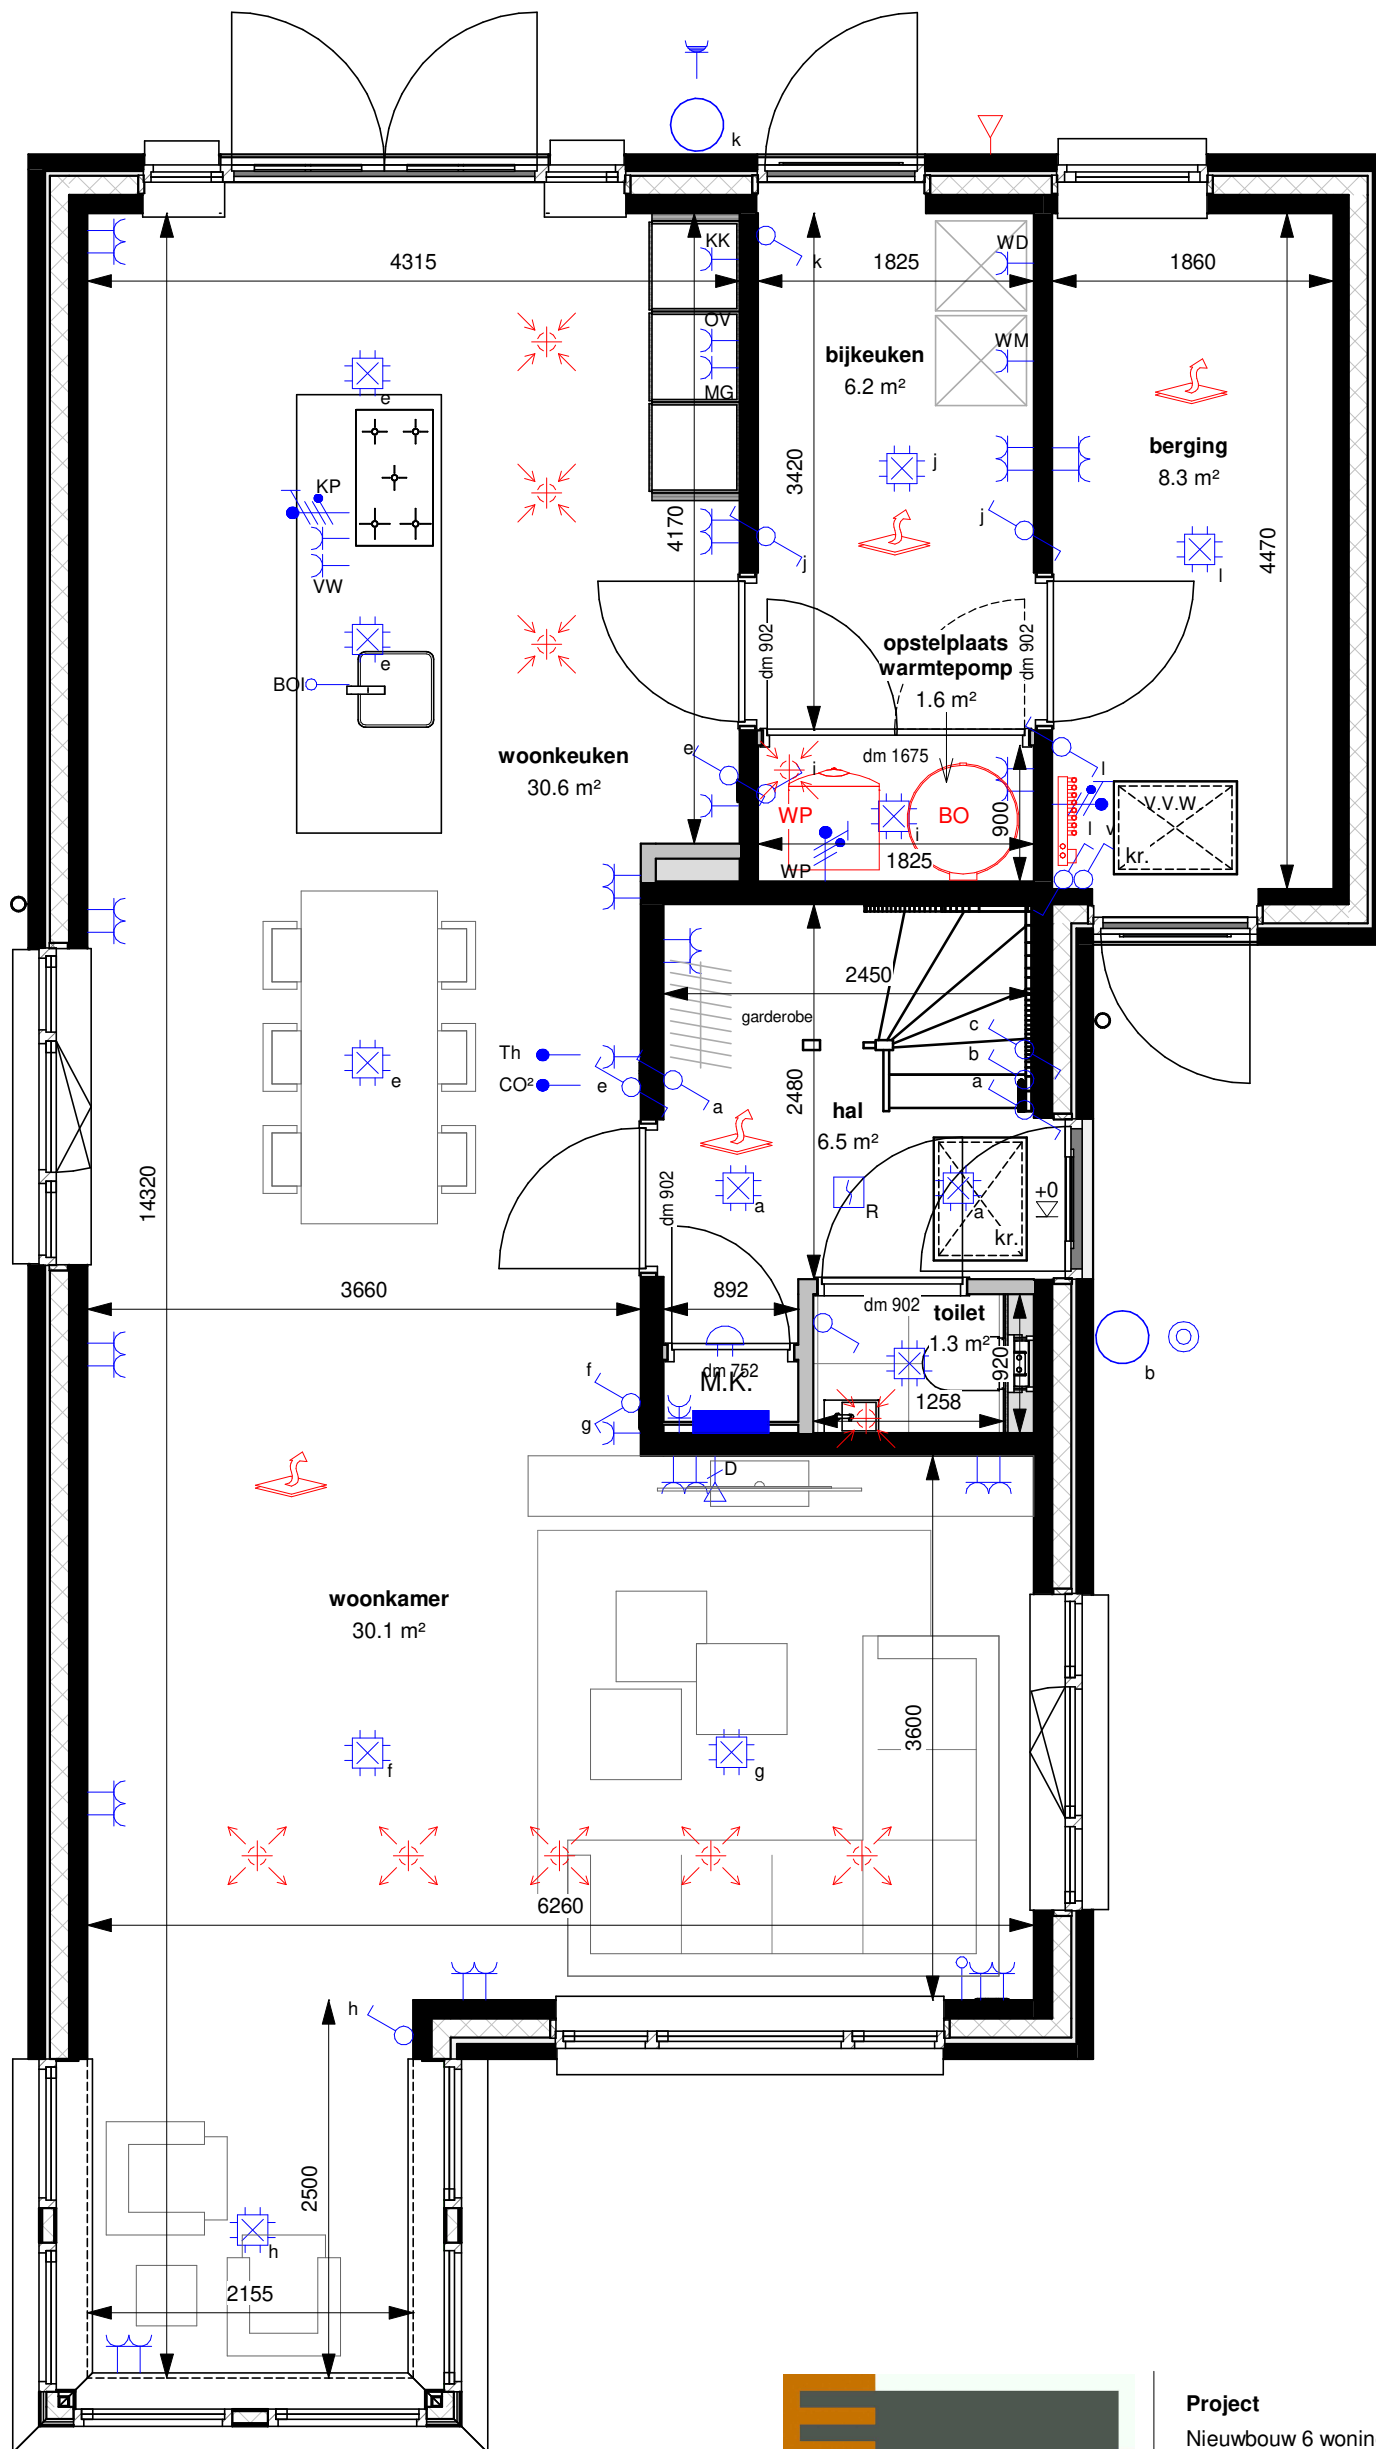 k
KK
k
WD
4315
1825
1860
OV
WM
bijkeuken
6.2 m²
MG
e
berging
8.3 m²
j
3420
KP
4170
j
4470
j
VW
l
dm 902
opstelplaats
warmtepomp
1.6 m²
dm 902
e
BOI
woonkeuken
30.6 m²
e
dm 1675
i
l
WP
BO
900
V.V.W
i
l
v
kr.
WP
1825
2450
garderobe
c
Th
b
CO²
e
a
e
a
2480
hal
6.5 m²
14320
dm 902
a
R
a
+0
kr.
3660
892
dm 902
toilet
1.3 m²
920
f
dm 752
M.K.
b
g
1258
D
woonkamer
30.1 m²
3600
f
g
6260
h
2500
h
2155
Project
Nieuwbouw 6 wonin